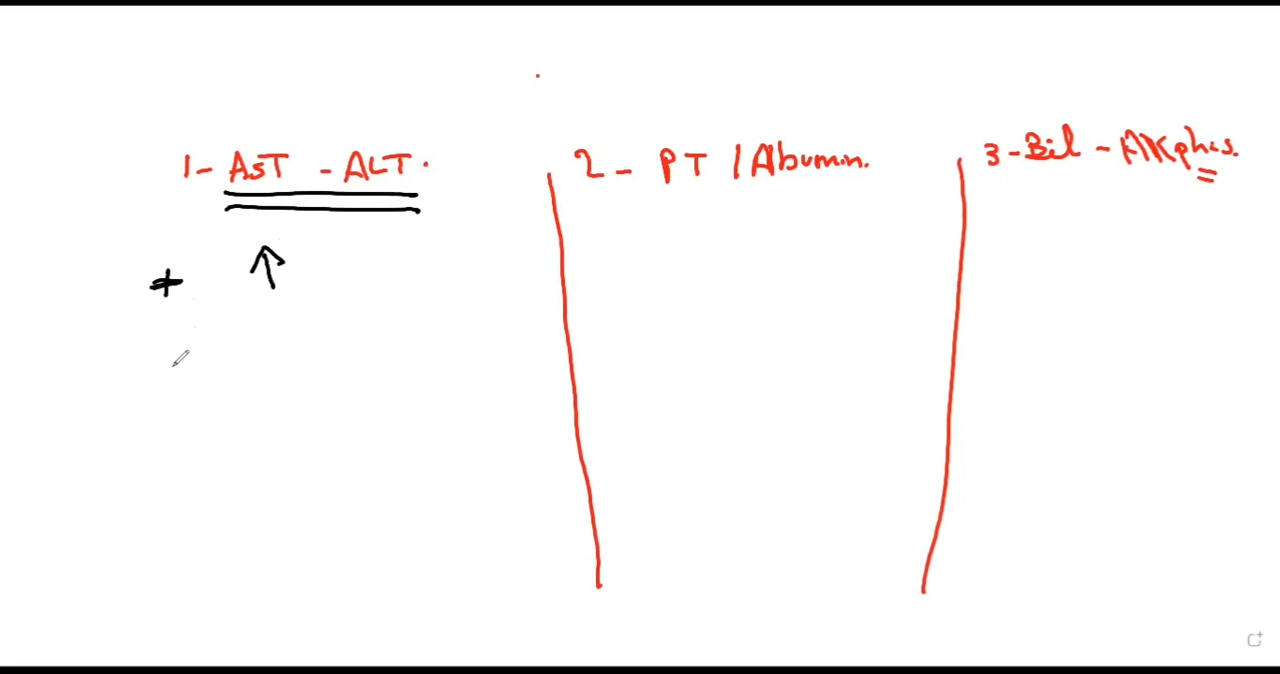 1- AST - ALT.
2- PT / Abumin.
3- Bil - AlKphos.
↑
+